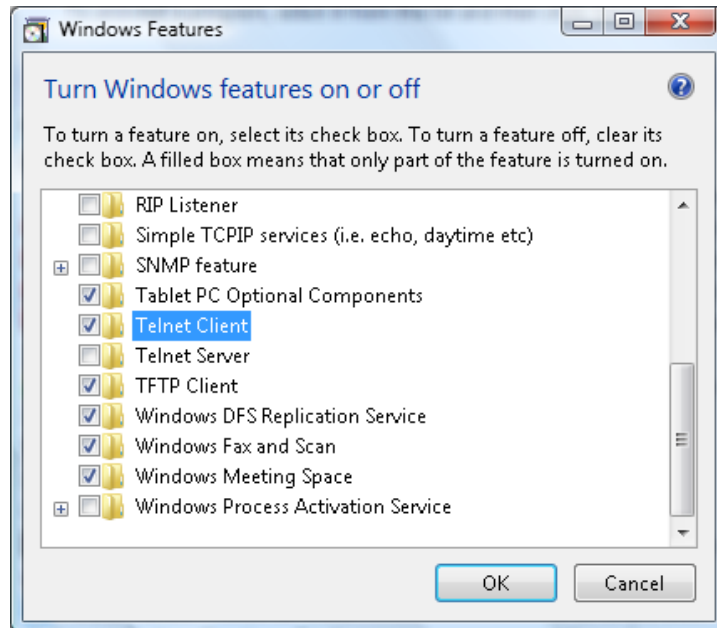 Windows Features
Turn Windows features on or off
To turn a feature on, select its check box. To turn a feature off, clear its
check box. A filled box means that only part of the feature is turned on.
RIP Listener
Simple TCPIP services (i.e. echo, daytime etc)
SNMP feature
Tablet PC Optional Components
Telnet Client
Telnet Server
TFTP Client
Windows DFS Replication Service
Windows Fax and Scan
Windows Meeting Space
Windows Process Activation Service
OK Cancel